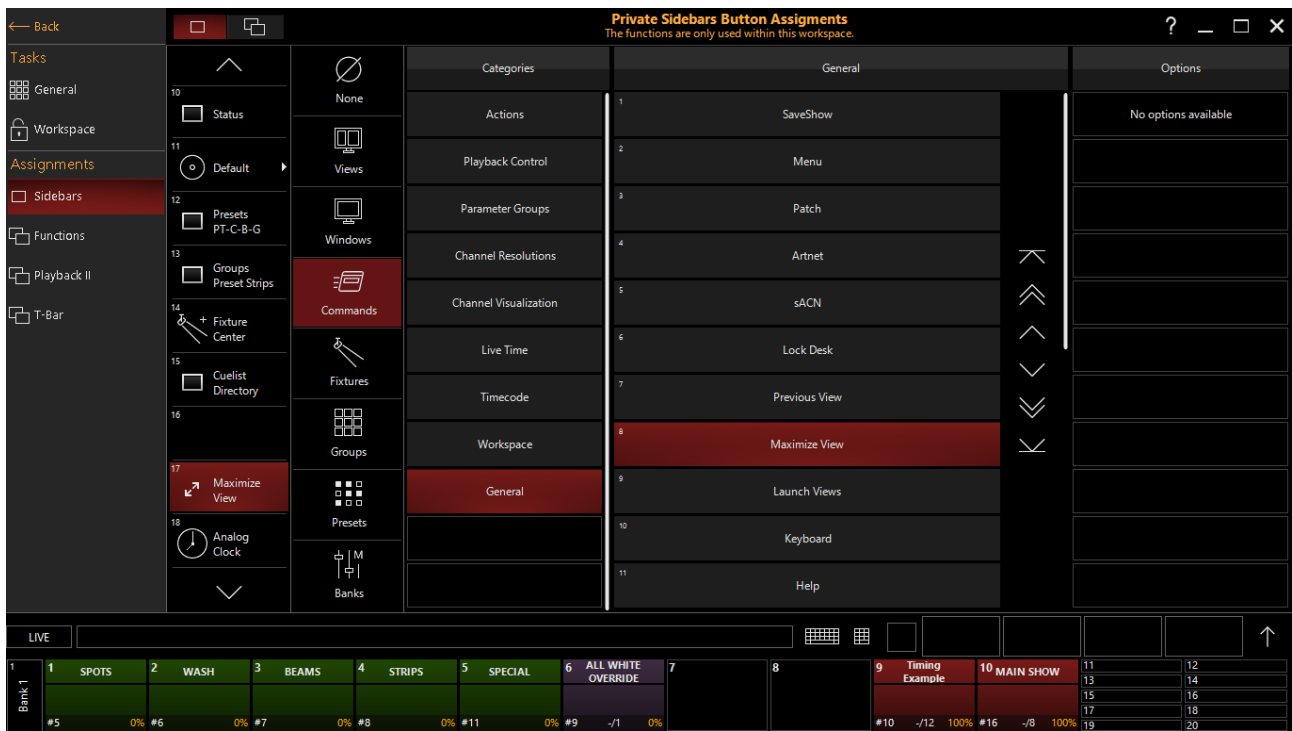 Back
Private Sidebars Button Assigments
The functions are only used within this workspace.
?
Tasks
General
Workspace
Assignments
Sidebars
Functions
Playback II
T-Bar
10
Status
11
Default
12
Presets
PT-C-B-G
13
Groups
Preset Strips
14
Fixture
Center
15
Cuelist
Directory
16
17
Maximize
View
18
Analog
Clock
None
Views
Windows
Commands
Fixtures
Groups
Presets
M
Banks
Categories
Actions
Playback Control
Parameter Groups
Channel Resolutions
Channel Visualization
Live Time
Timecode
Workspace
General
General
1 SaveShow
2 Menu
3 Patch
4 Artnet
5 sACN
6 Lock Desk
7 Previous View
8 Maximize View
9 Launch Views
10 Keyboard
11 Help
Options
No options available
LIVE
1
Bank 1
1 SPOTS
#5 0%
2 WASH
#6 0%
3 BEAMS
#7 0%
4 STRIPS
#8 0%
5 SPECIAL
#11 0%
6 ALL WHITE
OVERRIDE
#9 -/1 0%
7
8
9 Timing
Example
#10 -/12 100%
10 MAIN SHOW
#16 -/8 100%
11 12
13 14
15 16
17 18
19 20